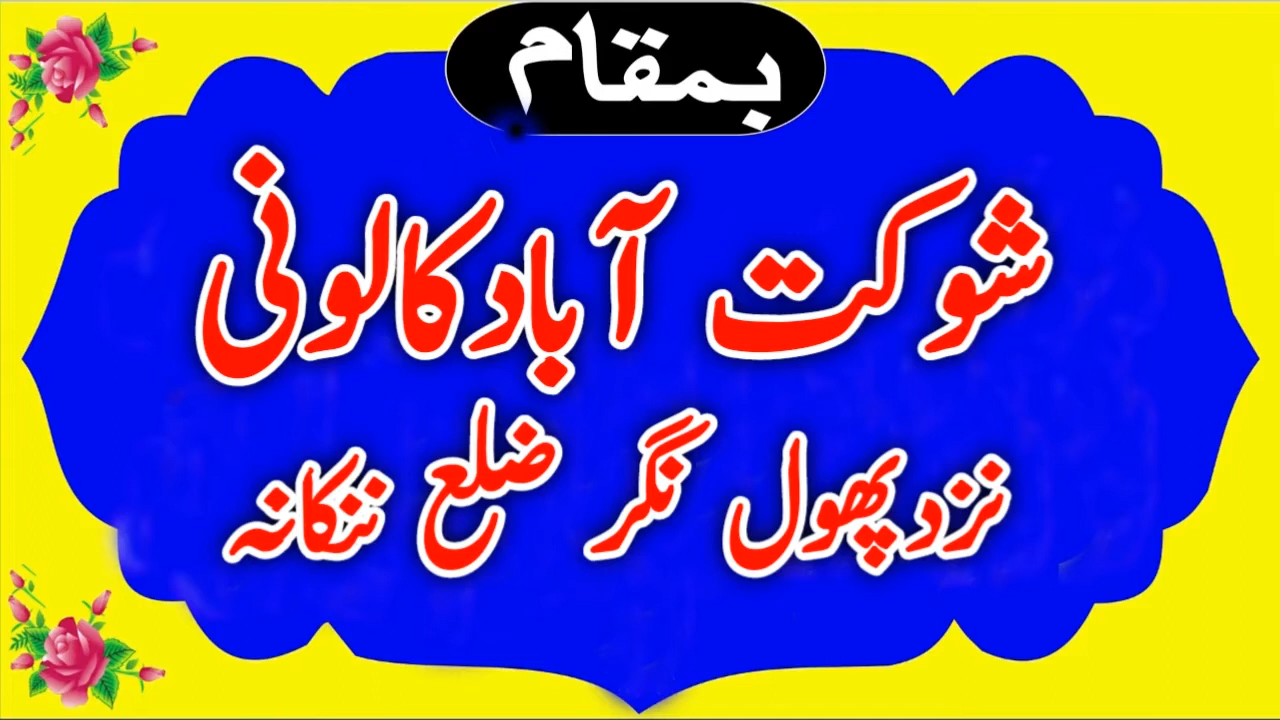 بمقام
شوکت آباد کالونی
نزد پھول نگر ضلع ننکانہ